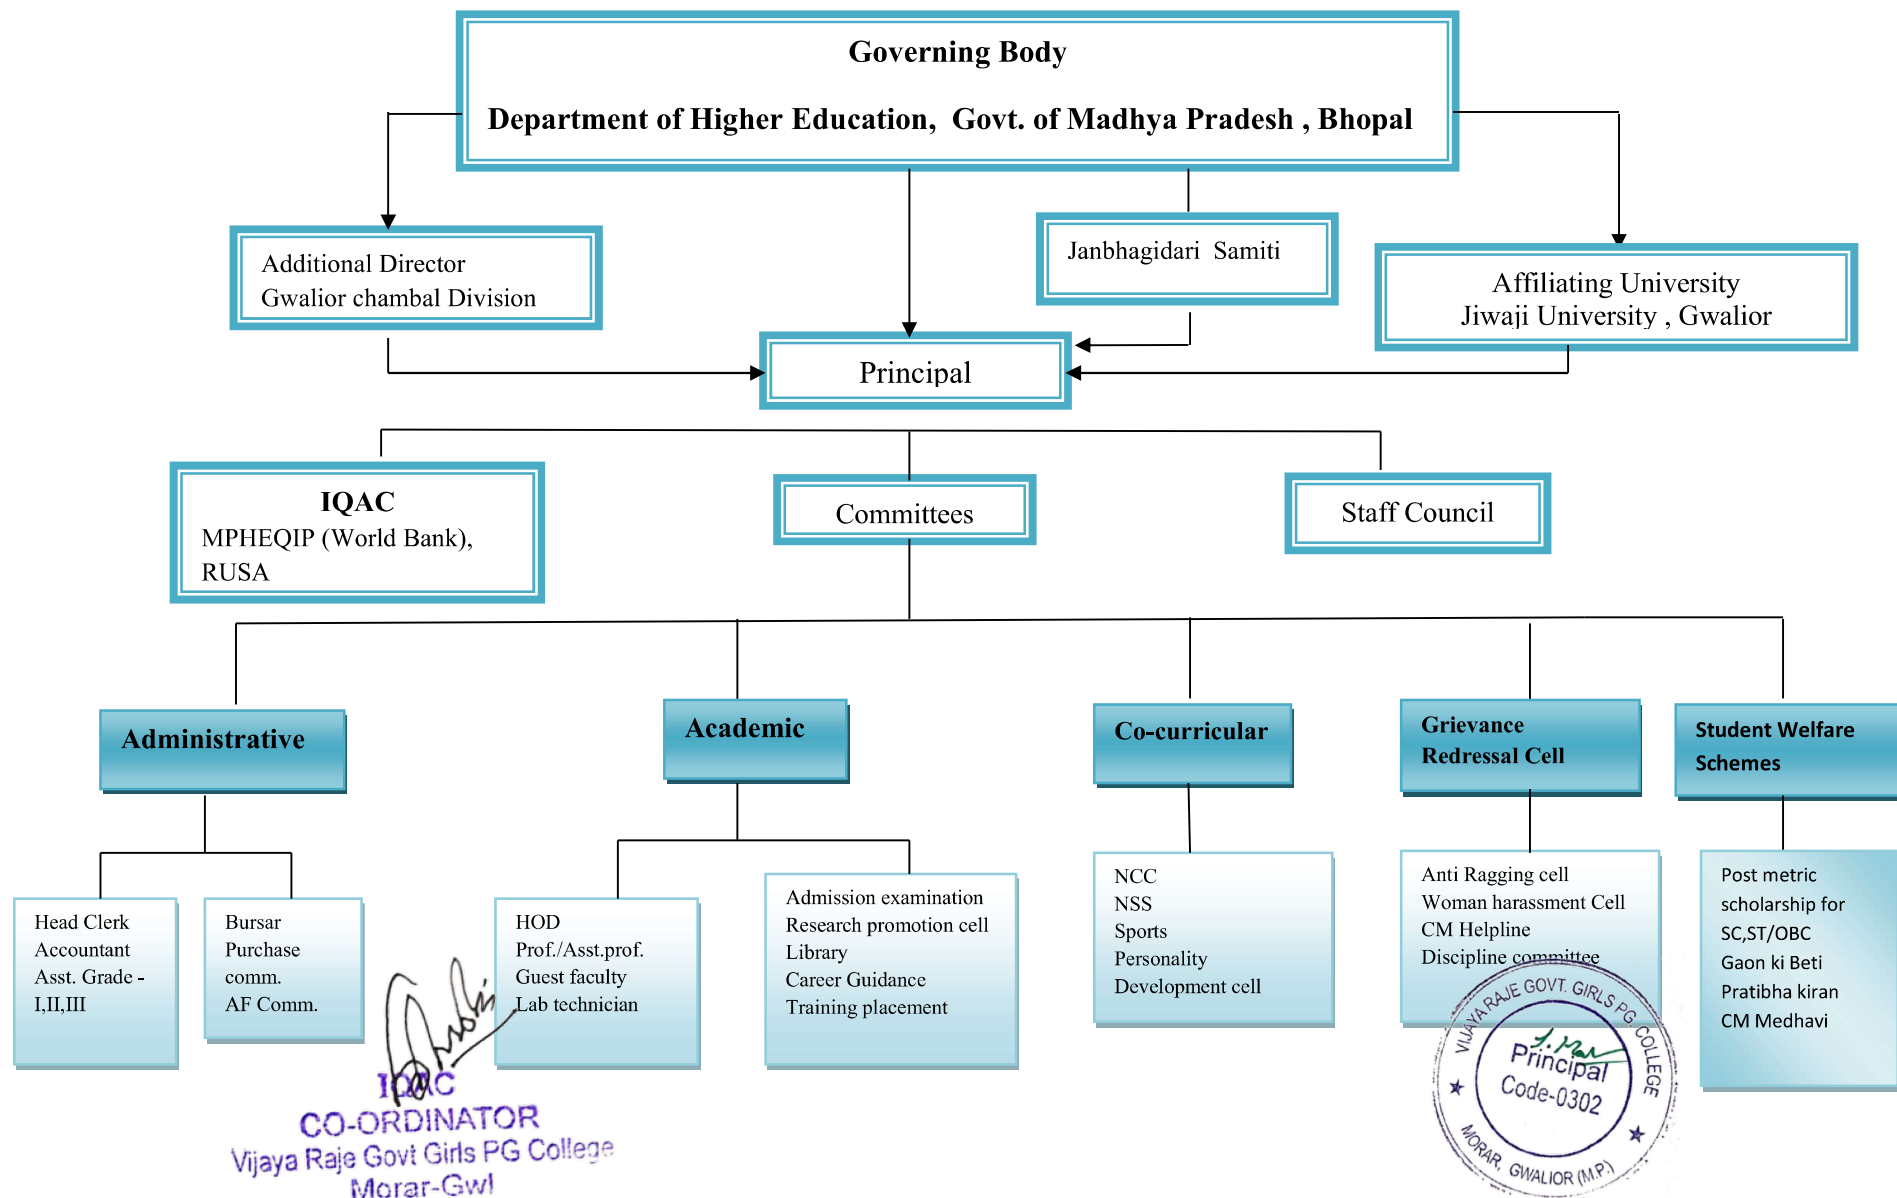 Governing Body
Department of Higher Education, Govt. of Madhya Pradesh , Bhopal
Additional Director
Gwalior chambal Division
Janbhagidari Samiti
Affiliating University
Jiwaji University , Gwalior
Principal
IQAC
MPHEQIP (World Bank),
RUSA
Committees
Staff Council
Administrative
Academic
Co-curricular
Grievance
Redressal Cell
Student Welfare
Schemes
Head Clerk
Accountant
Asst. Grade -
I,II,III
Bursar
Purchase
comm.
AF Comm.
HOD
Prof./Asst.prof.
Guest faculty
Lab technician
Admission examination
Research promotion cell
Library
Career Guidance
Training placement
NCC
NSS
Sports
Personality
Development cell
Anti Ragging cell
Woman harassment Cell
CM Helpline
Discipline committee
Post metric
scholarship for
SC,ST/OBC
Gaon ki Beti
Pratibha kiran
CM Medhavi
IQAC
CO-ORDINATOR
Vijaya Raje Govt Girls PG College
Morar-Gwl
VIJAYA RAJE GOVT. GIRLS PG. COLLEGE
Principal
Code-0302
MORAR, GWALIOR (M.P.)